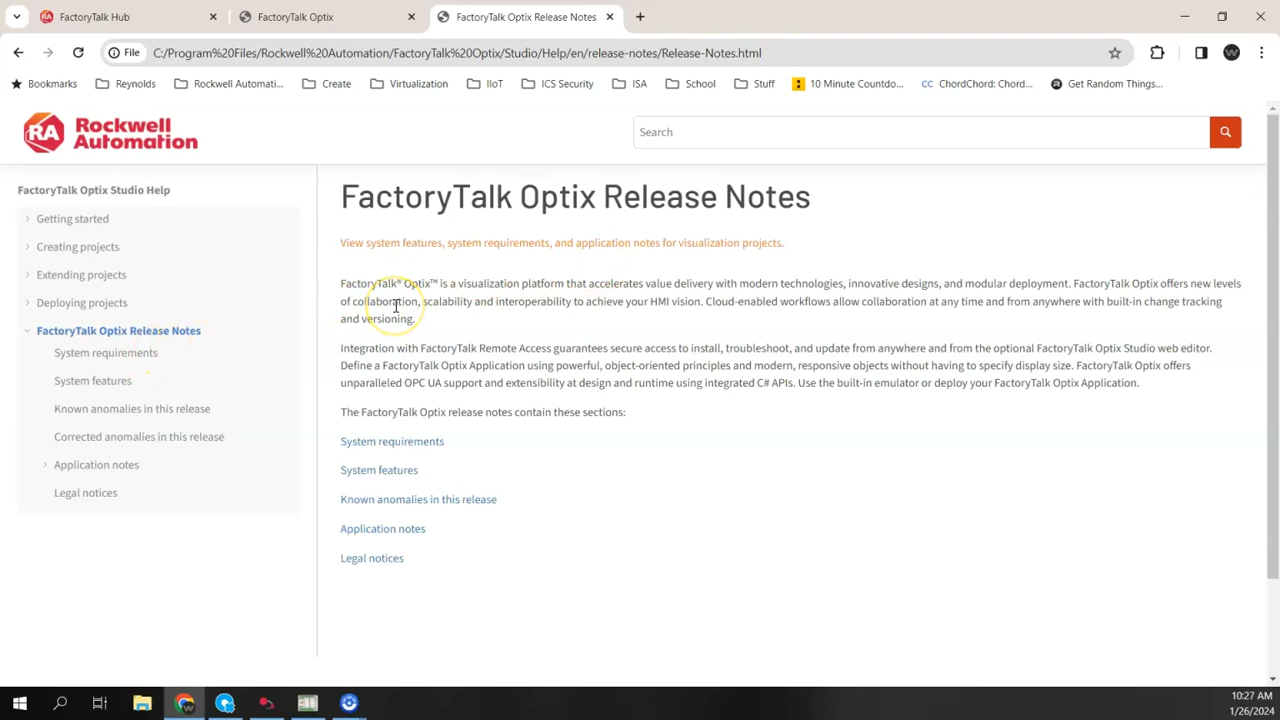 FactoryTalk Hub
FactoryTalk Optix
FactoryTalk Optix Release Notes
File
C:/Program%20Files/Rockwell%20Automation/FactoryTalk%20Optix/Studio/Help/en/release-notes/Release-Notes.html
Bookmarks
Reynolds
Rockwell Automati...
Create
Virtualization
IIoT
ICS Security
ISA
School
Stuff
10 Minute Countdo...
CC ChordChord: Chord...
Get Random Things...
RA Rockwell Automation
Search
FactoryTalk Optix Studio Help
Getting started
Creating projects
Extending projects
Deploying projects
FactoryTalk Optix Release Notes
System requirements
System features
Known anomalies in this release
Corrected anomalies in this release
Application notes
Legal notices
FactoryTalk Optix Release Notes
View system features, system requirements, and application notes for visualization projects.
FactoryTalk® Optix™ is a visualization platform that accelerates value delivery with modern technologies, innovative designs, and modular deployment. FactoryTalk Optix offers new levels
of collaboration, scalability and interoperability to achieve your HMI vision. Cloud-enabled workflows allow collaboration at any time and from anywhere with built-in change tracking
and versioning.
Integration with FactoryTalk Remote Access guarantees secure access to install, troubleshoot, and update from anywhere and from the optional FactoryTalk Optix Studio web editor.
Define a FactoryTalk Optix Application using powerful, object-oriented principles and modern, responsive objects without having to specify display size. FactoryTalk Optix offers
unparalleled OPC UA support and extensibility at design and runtime using integrated C# APIs. Use the built-in emulator or deploy your FactoryTalk Optix Application.
The FactoryTalk Optix release notes contain these sections:
System requirements
System features
Known anomalies in this release
Application notes
Legal notices
10:27 AM
1/26/2024